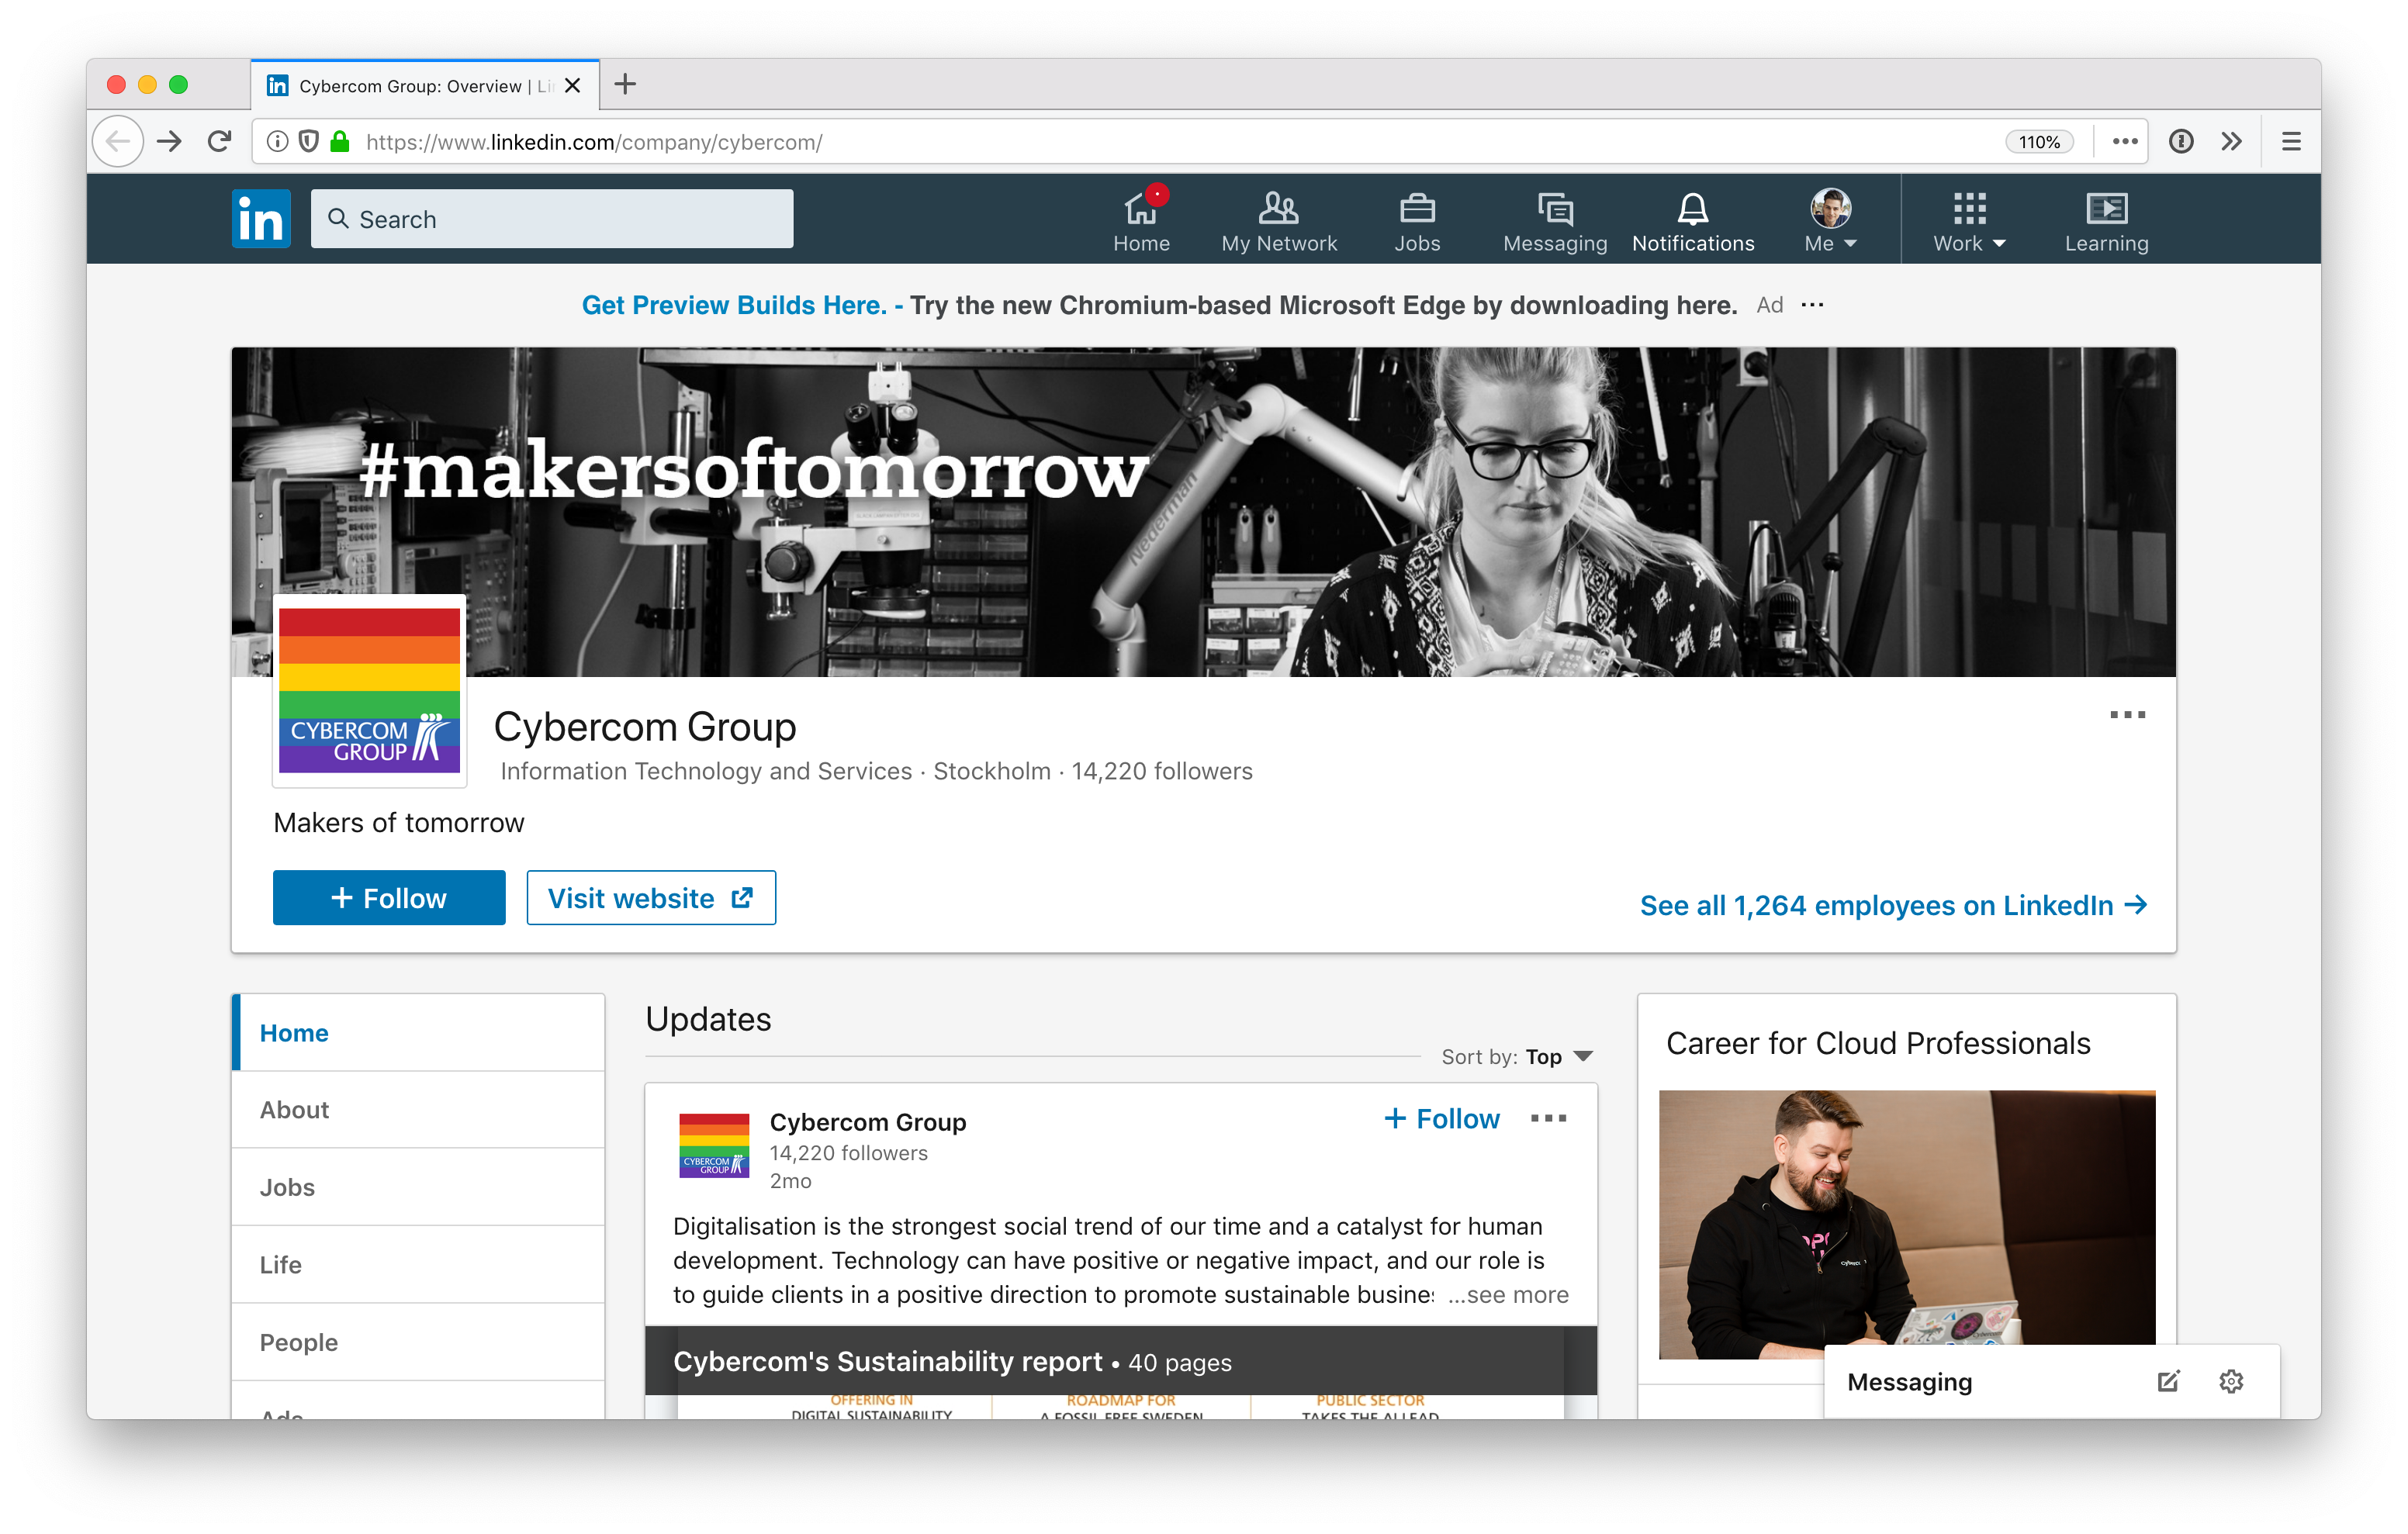 Cybercom Group: Overview |
https://www.linkedin.com/company/cybercom/
110%
in
Search
Home
My Network
Jobs
Messaging
Notifications
Me
Work
Learning
Get Preview Builds Here. - Try the new Chromium-based Microsoft Edge by downloading here. Ad
#makersoftomorrow
Nederman
CYBERCOM
GROUP
Cybercom Group
Information Technology and Services · Stockholm · 14,220 followers
Makers of tomorrow
+ Follow
Visit website
See all 1,264 employees on LinkedIn →
Home
About
Jobs
Life
People
Ads
Updates
Sort by: Top
CYBERCOM
GROUP
Cybercom Group
14,220 followers
2mo
+ Follow
Digitalisation is the strongest social trend of our time and a catalyst for human
development. Technology can have positive or negative impact, and our role is
to guide clients in a positive direction to promote sustainable busine ...see more
Cybercom's Sustainability report • 40 pages
OFFERING IN
DIGITAL SUSTAINABILITY
ROADMAP FOR
A FOSSIL FREE SWEDEN
PUBLIC SECTOR
TAKES THE AI LEAD
Career for Cloud Professionals
Messaging